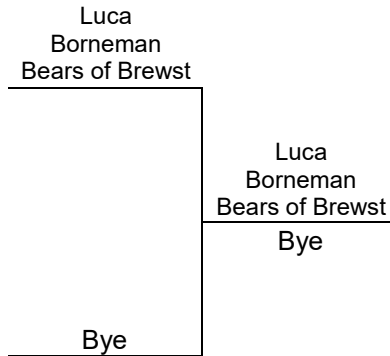 Luca
Borneman
Bears of Brewst
Luca
Borneman
Bears of Brewst
Bye
Bye